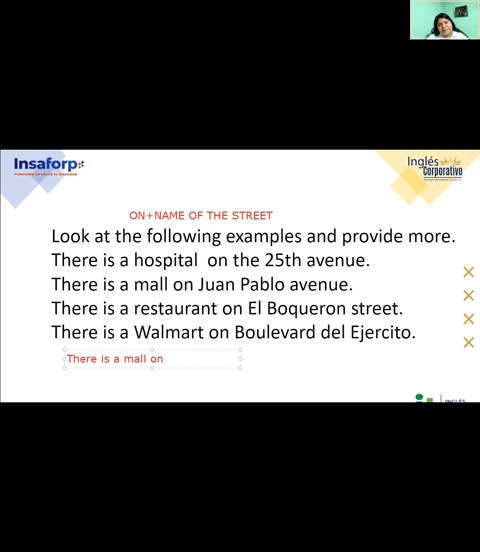 Insaforp
Inglés
Corporativo
ON+NAME OF THE STREET
Look at the following examples and provide more.
There is a hospital  on the 25th avenue.
There is a mall on Juan Pablo avenue.
There is a restaurant on El Boqueron street.
There is a Walmart on Boulevard del Ejercito.
There is a mall on